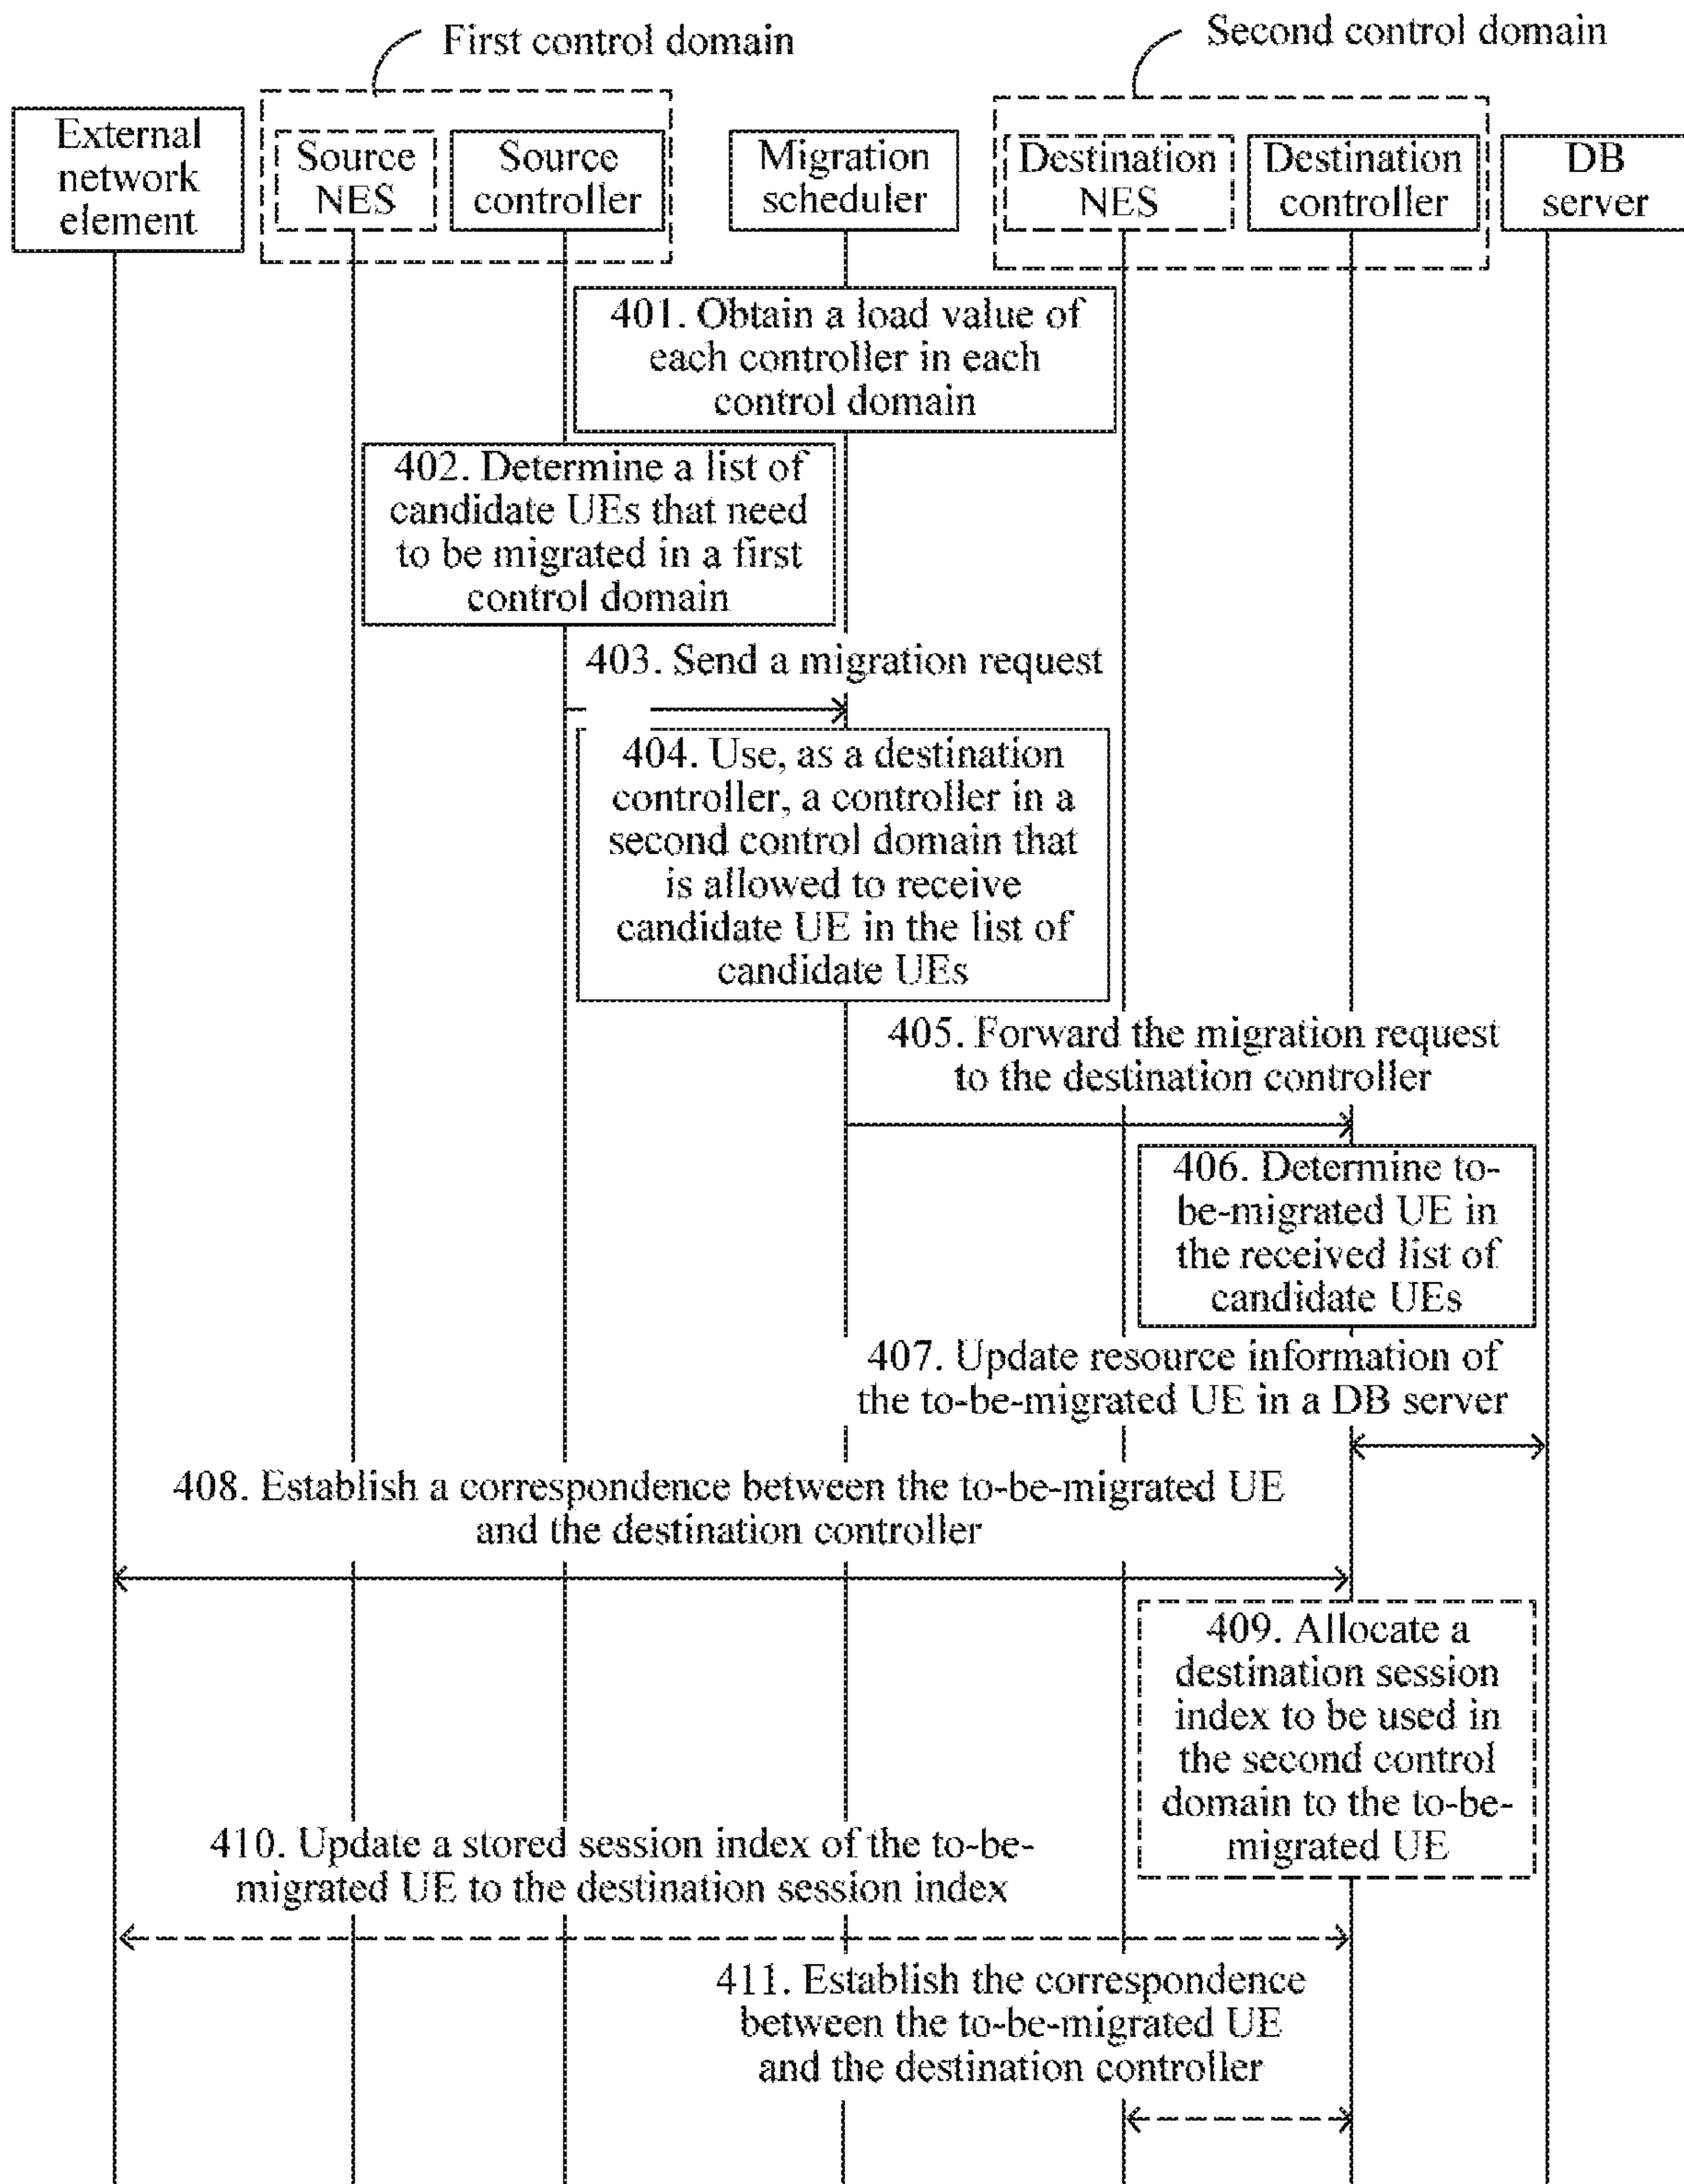 First control domain
Second control domain
External
network
element
Source
NES
Source
controller
Migration
scheduler
Destination
NES
Destination
controller
DB
server
401. Obtain a load value of
each controller in each
control domain
402. Determine a list of
candidate UEs that need
to be migrated in a first
control domain
403. Send a migration request
404. Use, as a destination
controller, a controller in a
second control domain that
is allowed to receive
candidate UE in the list of
candidate UEs
405. Forward the migration request
to the destination controller
406. Determine to-
be-migrated UE in
the received list of
candidate UEs
407. Update resource information of
the to-be-migrated UE in a DB server
408. Establish a correspondence between the to-be-migrated UE
and the destination controller
409. Allocate a
destination session
index to be used in
the second control
domain to the to-be-
migrated UE
410. Update a stored session index of the to-be-
migrated UE to the destination session index
411. Establish the correspondence
between the to-be-migrated UE
and the destination controller